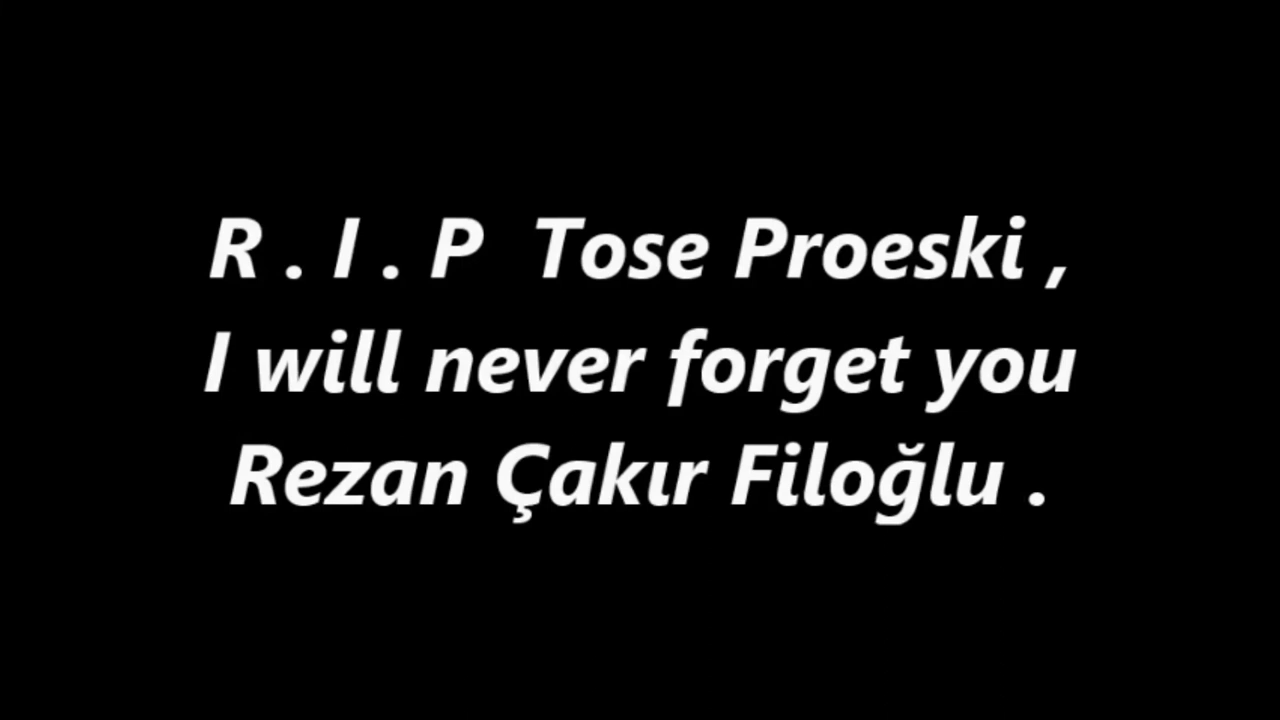 R . I . P  Tose Proeski ,
I will never forget you
Rezan Çakır Filoğlu .